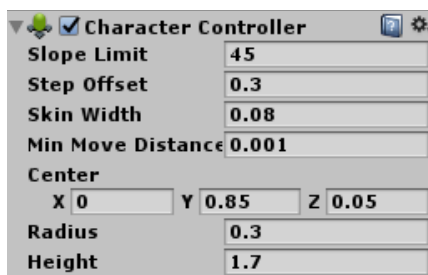 Character Controller
Slope Limit 45
Step Offset 0.3
Skin Width 0.08
Min Move Distance 0.001
Center
X 0 Y 0.85 Z 0.05
Radius 0.3
Height 1.7